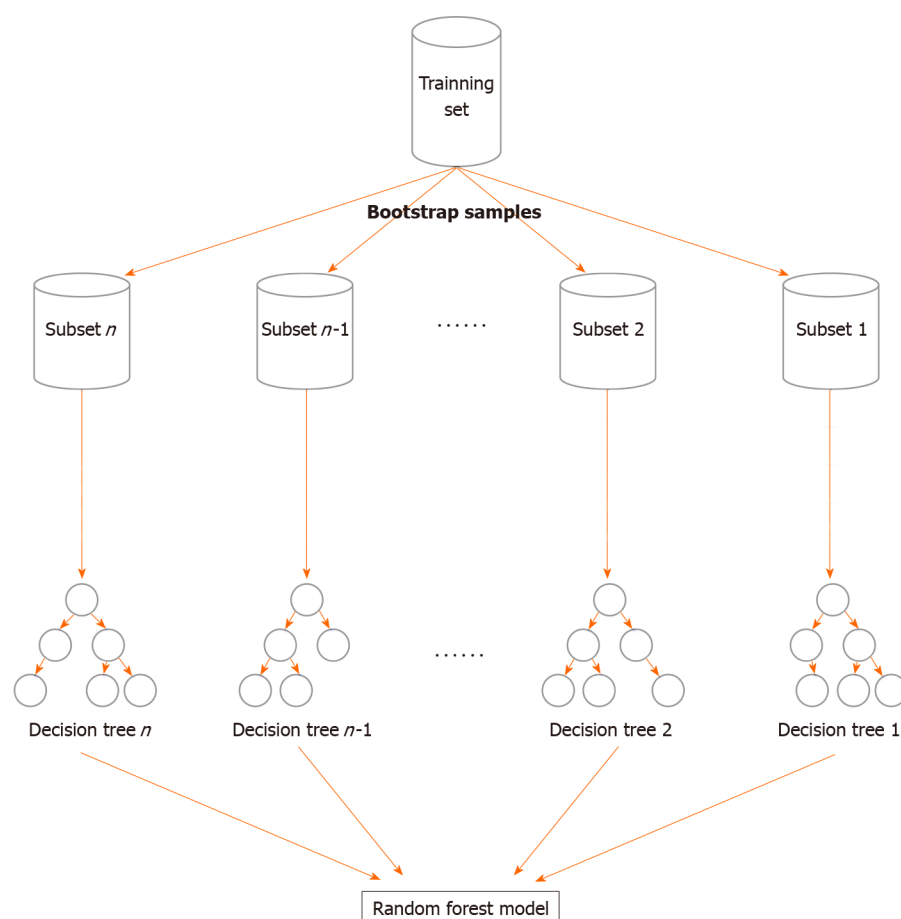 Trainning
set
Bootstrap samples
Subset n
Subset n-1
......
Subset 2
Subset 1
......
Decision tree n
Decision tree n-1
Decision tree 2
Decision tree 1
Random forest model